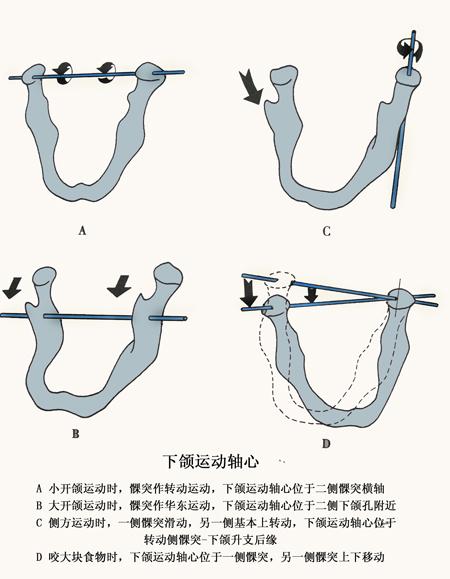 A
C
B
D
下颌运动轴心
A 小开颌运动时，髁突作转动运动，下颌运动轴心位于二侧髁突横轴
B 大开颌运动时，髁突作华东运动，下颌运动轴心位于二侧下颌孔附近
C 侧方运动时，一侧髁突滑动，另一侧基本上转动，下颌运动轴心位于
转动侧髁突-下颌升支后缘
D 咬大块食物时，下颌运动轴心位于一侧髁突，另一侧髁突上下移动